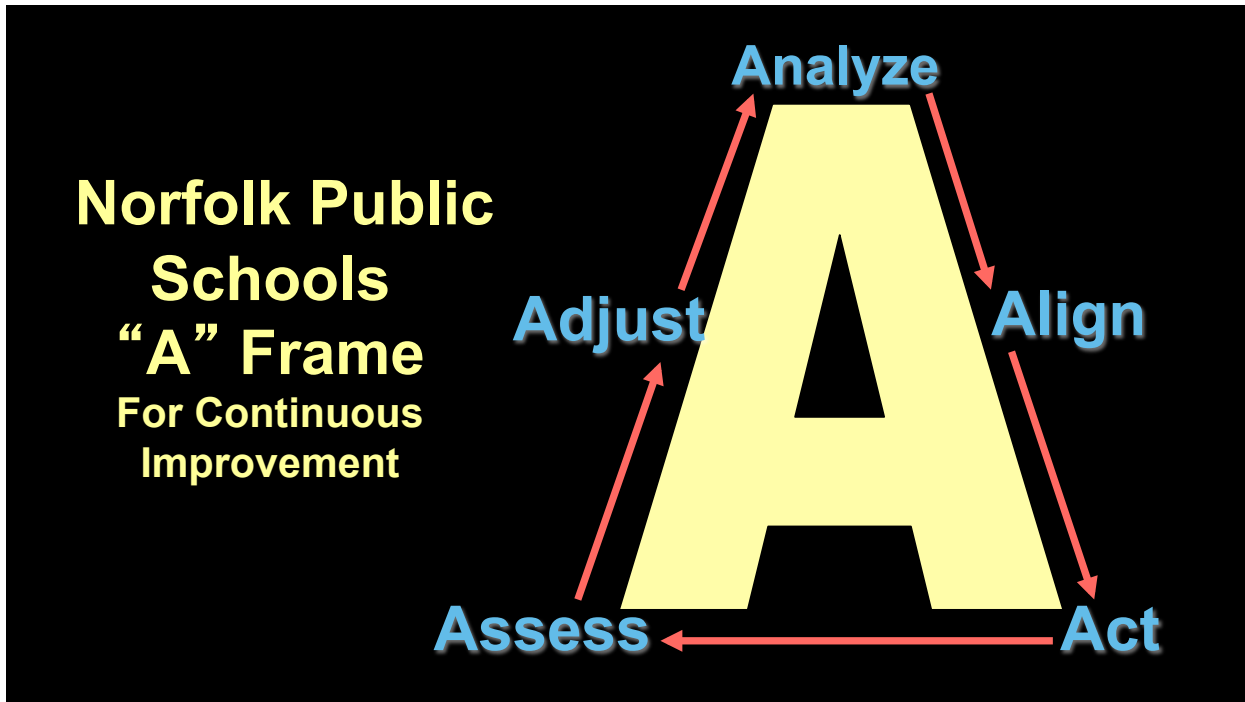 Norfolk Public
Schools
“A” Frame
For Continuous
Improvement
Analyze
Align
Act
Assess
Adjust
A